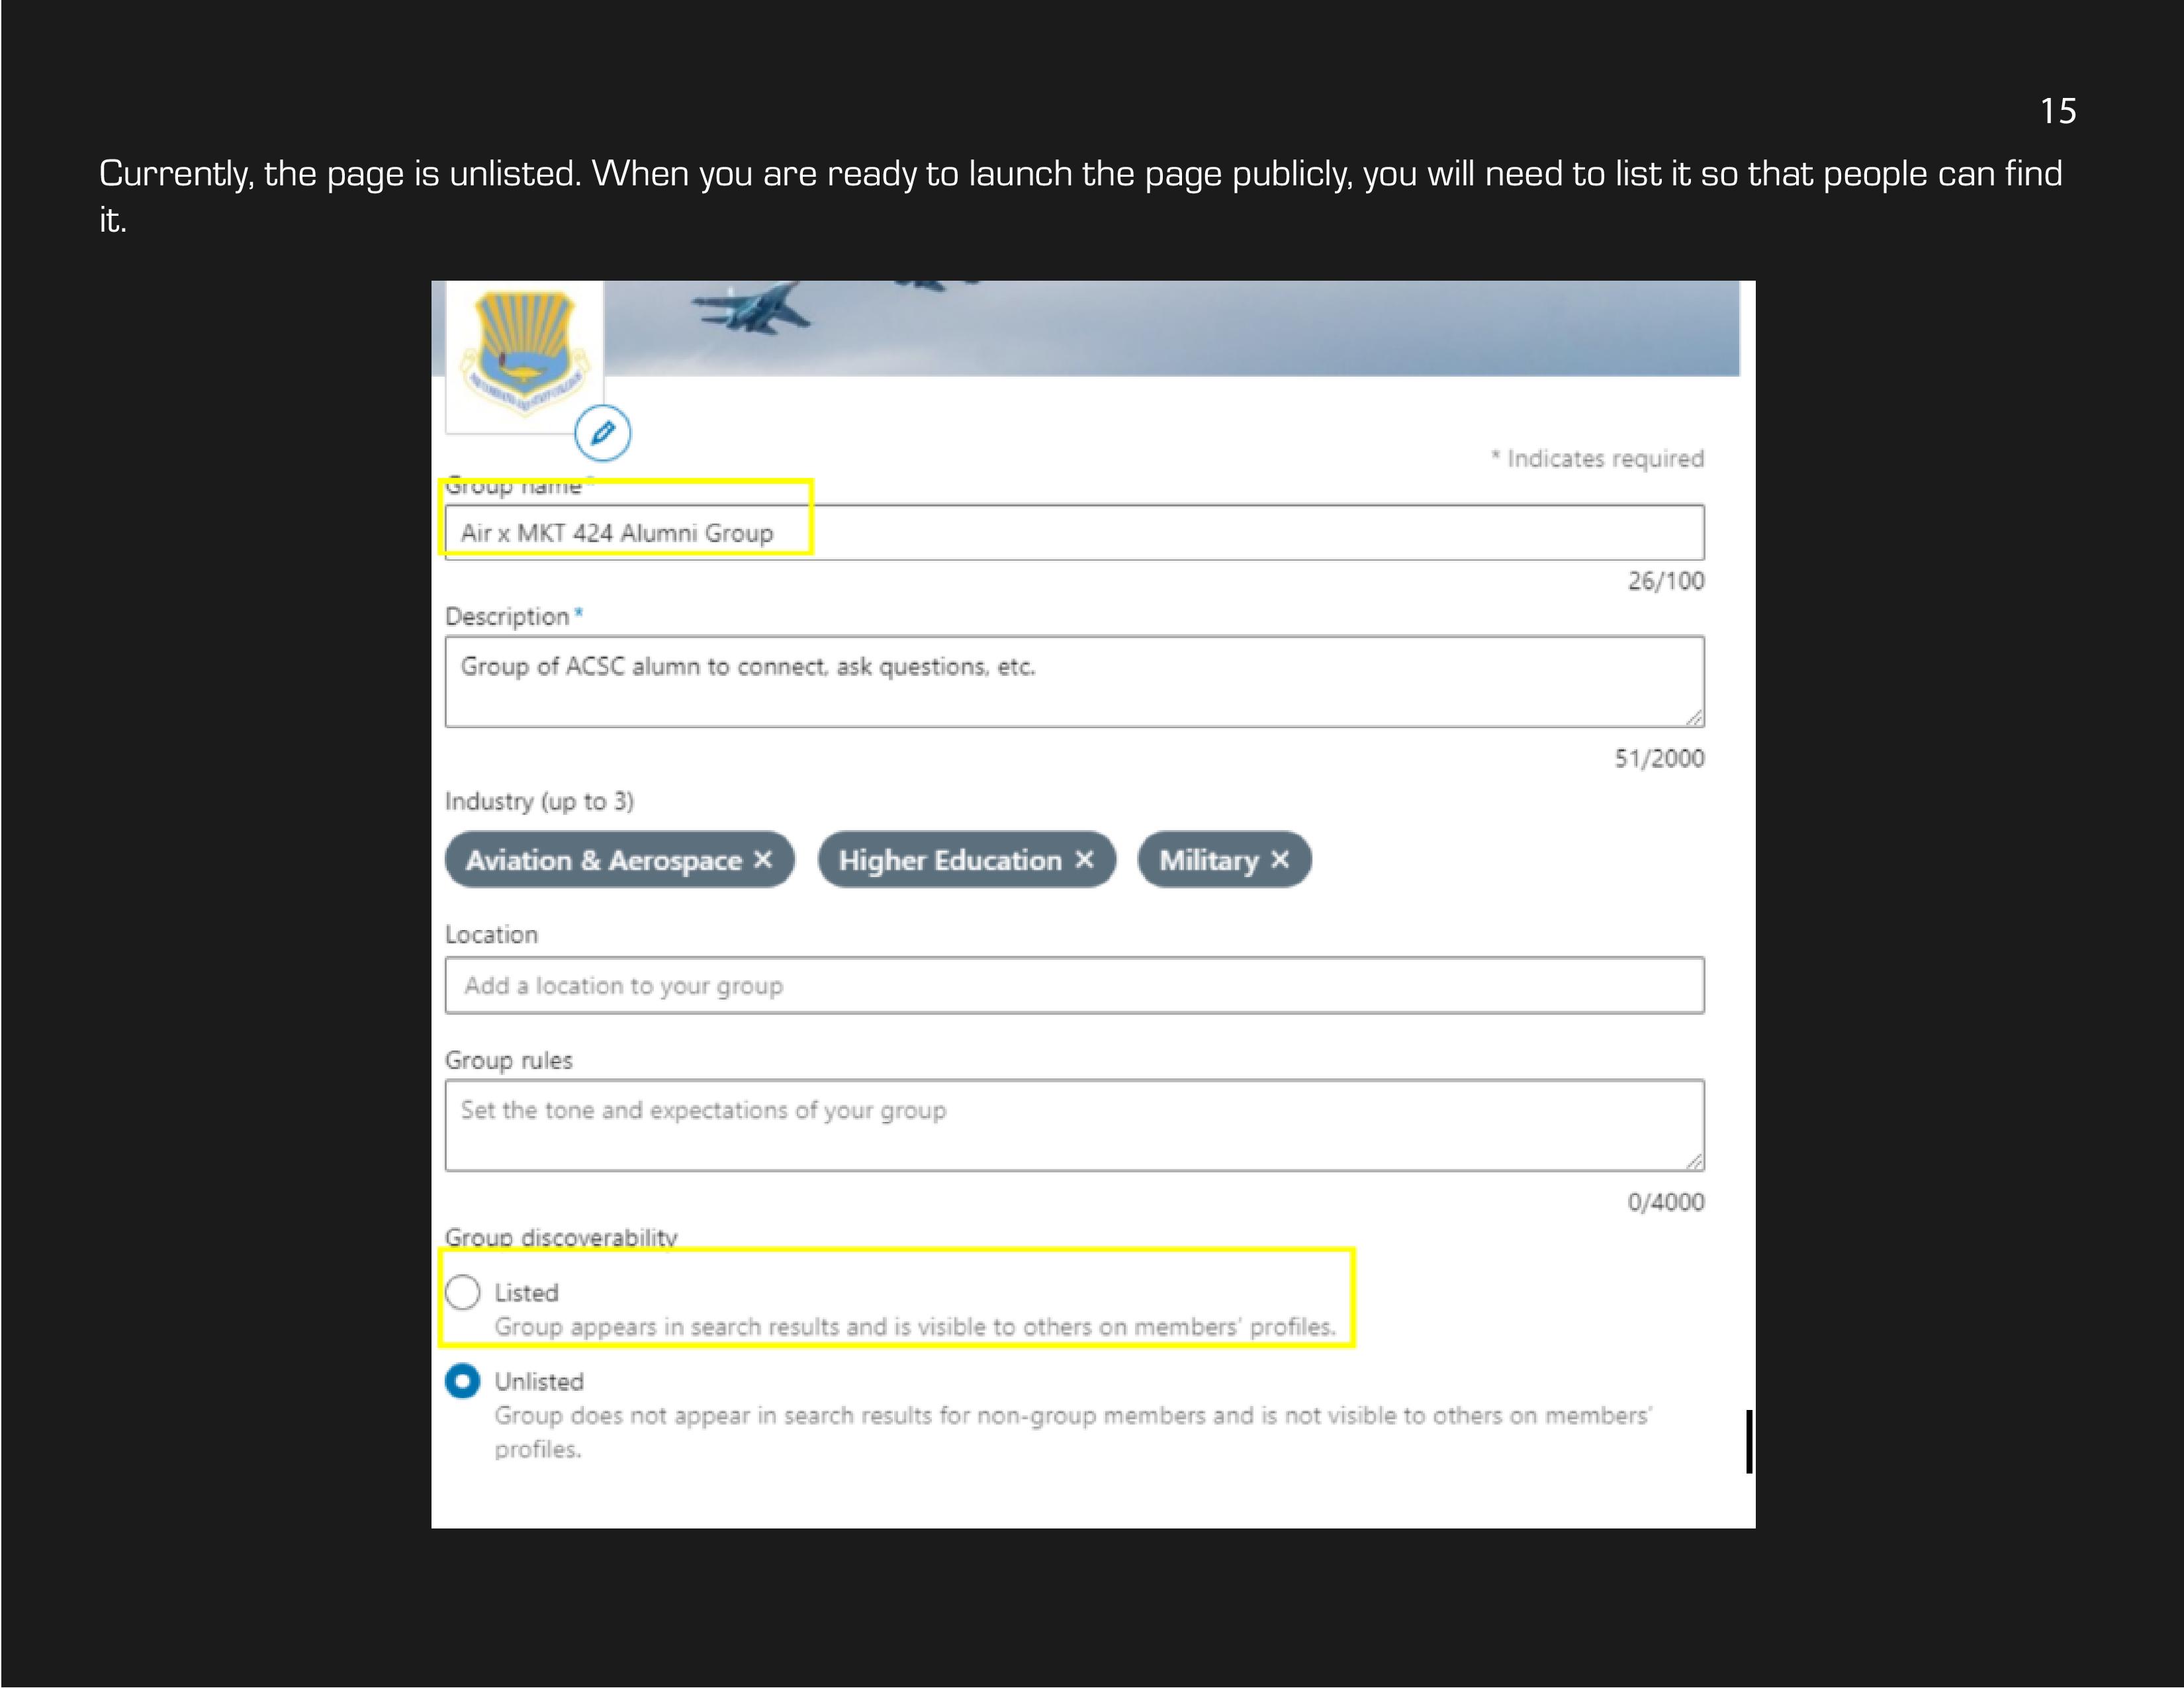 15
Currently, the page is unlisted. When you are ready to launch the page publicly, you will need to list it so that people can find
it.
* Indicates required
Group name*
Air x MKT 424 Alumni Group
26/100
Description*
Group of ACSC alumn to connect, ask questions, etc.
51/2000
Industry (up to 3)
Aviation & Aerospace × Higher Education × Military ×
Location
Add a location to your group
Group rules
Set the tone and expectations of your group
0/4000
Group discoverability
Listed
Group appears in search results and is visible to others on members' profiles.
Unlisted
Group does not appear in search results for non-group members and is not visible to others on members'
profiles.